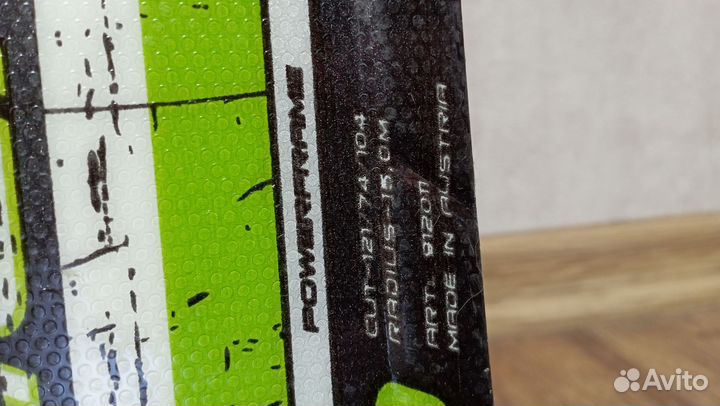 POWERFRAME
CUT-121/74/104
RADIUS-15 0M
ART. 912011
MADE IN AUSTRIA
Avito